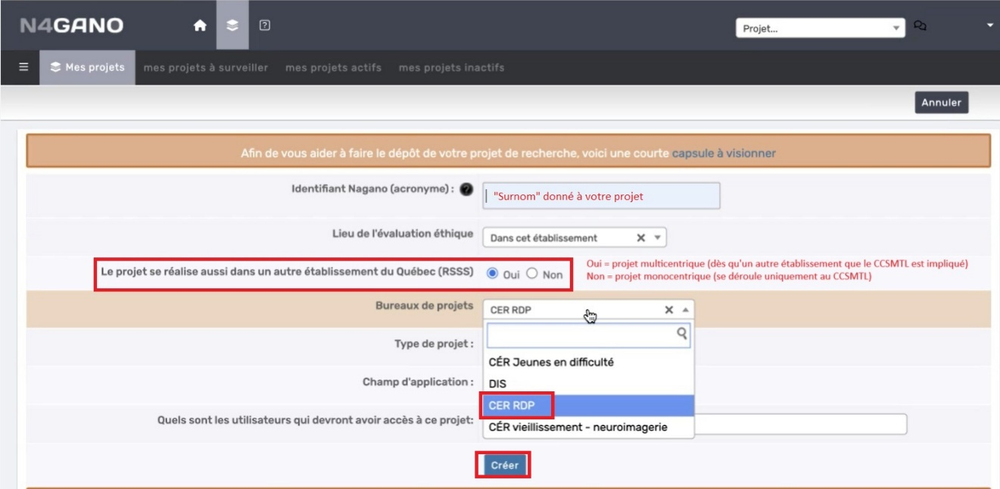 N4GANO
Projet...
Mes projets mes projets à surveiller mes projets actifs mes projets inactifs
Annuler
Afin de vous aider à faire le dépôt de votre projet de recherche, voici une courte capsule à visionner
Identifiant Nagano (acronyme) : ?
"Surnom" donné à votre projet
Lieu de l'évaluation éthique
Dans cet établissement
Le projet se réalise aussi dans un autre établissement du Québec (RSSS) Oui Non
Oui = projet multicentrique (dès qu'un autre établissement que le CCSMTL est impliqué)
Non = projet monocentrique (se déroule uniquement au CCSMTL)
Bureaux de projets
CER RDP
Type de projet :
CÉR Jeunes en difficulté
Champ d'application :
DIS
CER RDP
Quels sont les utilisateurs qui devront avoir accès à ce projet:
CÉR vieillissement - neuroimagerie
Créer